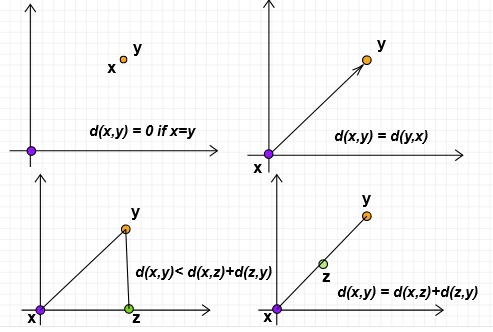 y
x
d(x,y) = 0 if x=y
y
d(x,y) = d(y,x)
x
y
d(x,y)< d(x,z)+d(z,y)
x
z
y
z
d(x,y) = d(x,z)+d(z,y)
x